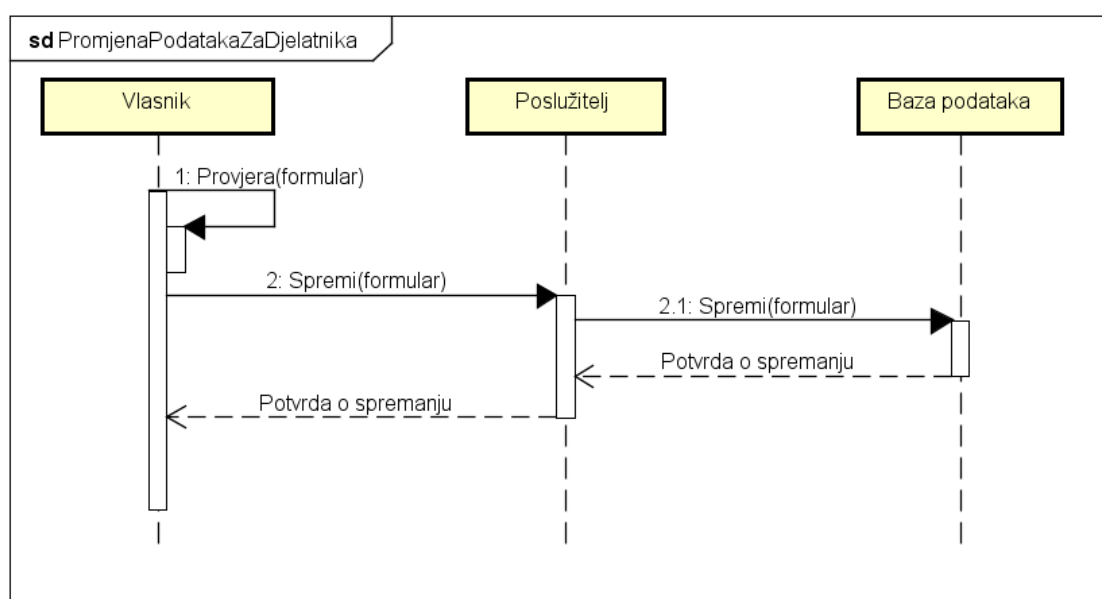 sd PromjenaPodatakaZaDjelatnika
Vlasnik
Poslužitelj
Baza podataka
1: Provjera(formular)
2: Spremi(formular)
2.1: Spremi(formular)
Potvrda o spremanju
Potvrda o spremanju